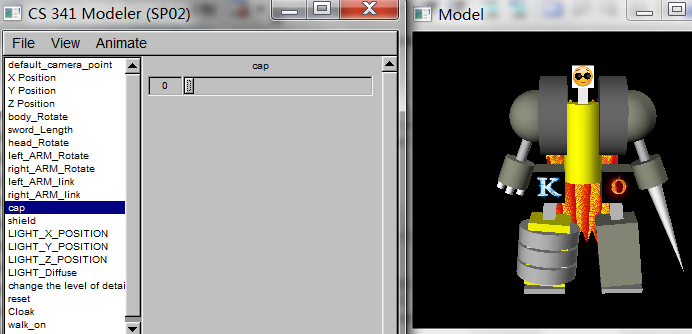 CS 341 Modeler (SP02)
File View Animate
default_camera_point
X Position
Y Position
Z Position
body_Rotate
sword_Length
head_Rotate
left_ARM_Rotate
right_ARM_Rotate
left_ARM_link
right_ARM_link
cap
shield
LIGHT_X_POSITION
LIGHT_Y_POSITION
LIGHT_Z_POSITION
LIGHT_Diffuse
change the level of detai
reset
Cloak
walk_on
cap
0
Model
K O